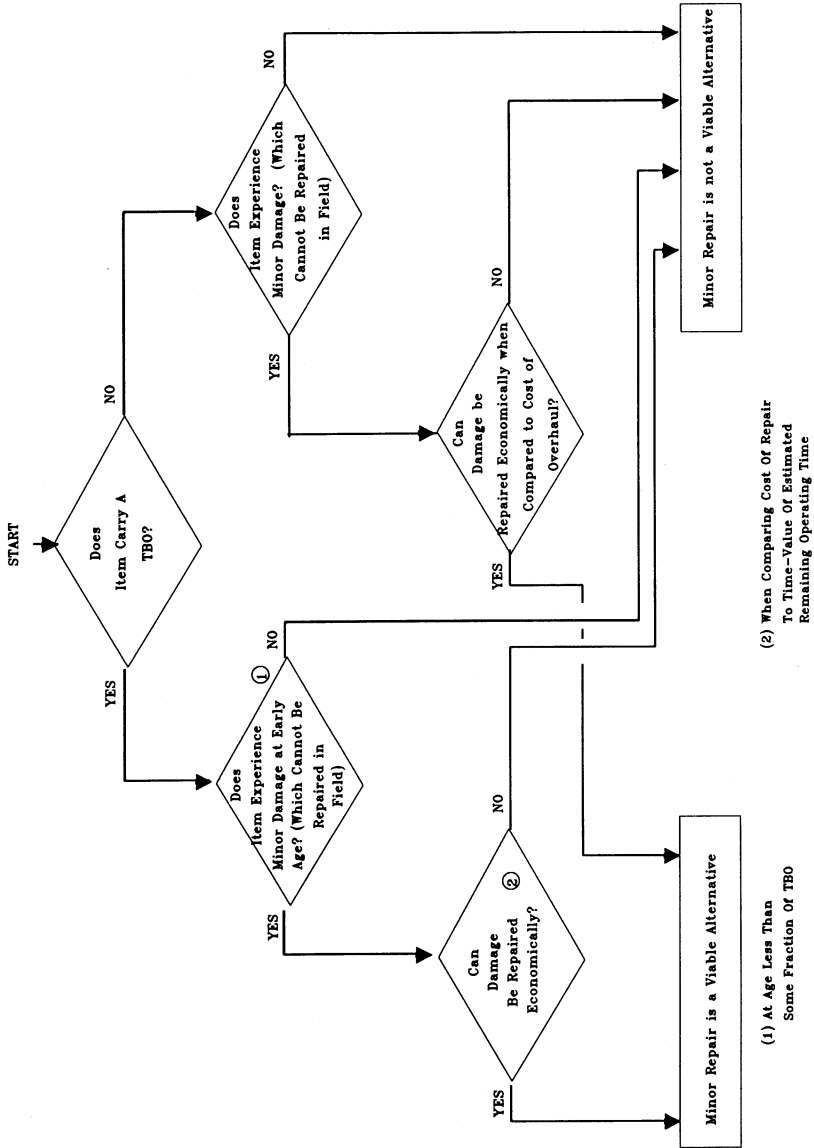 START
Does
Item Carry A
TBO?
YES
NO
Does
Item Experience
Minor Damage at Early
Age? (Which Cannot Be
Repaired in
Field)
①
YES
NO
Does
Item Experience
Minor Damage? (Which
Cannot Be Repaired
in Field)
YES
NO
Can
Damage
Be Repaired
Economically?
②
YES
NO
Can
Damage be
Repaired Economically when
Compared to Cost of
Overhaul?
YES
NO
Minor Repair is a Viable Alternative
Minor Repair is not a Viable Alternative
(1) At Age Less Than
Some Fraction Of TBO
(2) When Comparing Cost Of Repair
To Time-Value Of Estimated
Remaining Operating Time